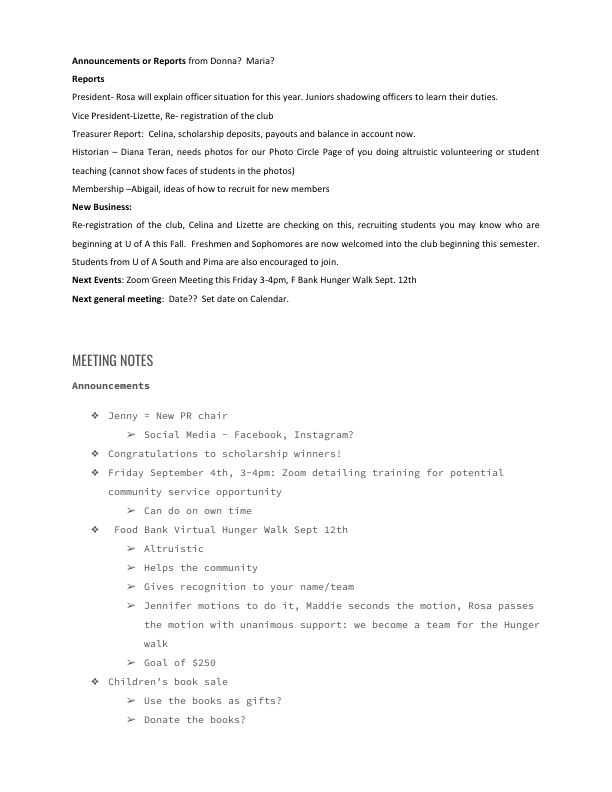 Announcements or Reports from Donna?  Maria?
Reports
President- Rosa will explain officer situation for this year. Juniors shadowing officers to learn their duties.
Vice President-Lizette, Re- registration of the club
Treasurer Report:  Celina, scholarship deposits, payouts and balance in account now.
Historian – Diana Teran, needs photos for our Photo Circle Page of you doing altruistic volunteering or student
teaching (cannot show faces of students in the photos)
Membership –Abigail, ideas of how to recruit for new members
New Business:
Re-registration of the club, Celina and Lizette are checking on this, recruiting students you may know who are
beginning at U of A this Fall.  Freshmen and Sophomores are now welcomed into the club beginning this semester.
Students from U of A South and Pima are also encouraged to join.
Next Events: Zoom Green Meeting this Friday 3-4pm, F Bank Hunger Walk Sept. 12th
Next general meeting:  Date??  Set date on Calendar.
MEETING NOTES
Announcements
❖ Jenny = New PR chair
➢ Social Media - Facebook, Instagram?
❖ Congratulations to scholarship winners!
❖ Friday September 4th, 3-4pm: Zoom detailing training for potential
community service opportunity
➢ Can do on own time
❖ Food Bank Virtual Hunger Walk Sept 12th
➢ Altruistic
➢ Helps the community
➢ Gives recognition to your name/team
➢ Jennifer motions to do it, Maddie seconds the motion, Rosa passes
the motion with unanimous support: we become a team for the Hunger
walk
➢ Goal of $250
❖ Children's book sale
➢ Use the books as gifts?
➢ Donate the books?